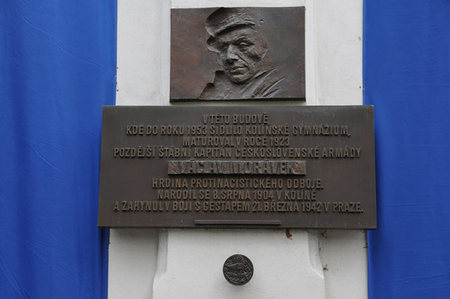 V TÉTO BUDOVĚ
KDE DO ROKU 1953 SÍDLILO KOLÍNSKÉ GYMNÁZIUM,
MATUROVAL V ROCE 1923
POZDĚJŠÍ ŠTÁBNÍ KAPITÁN ČESKOSLOVENSKÉ ARMÁDY
VÁCLAV MORÁVEK
HRDINA PROTINACISTICKÉHO ODBOJE.
NARODIL SE 8. SRPNA 1904 V KOLÍNĚ
A ZAHYNUL V BOJI S GESTAPEM 21. BŘEZNA 1942 V PRAZE.